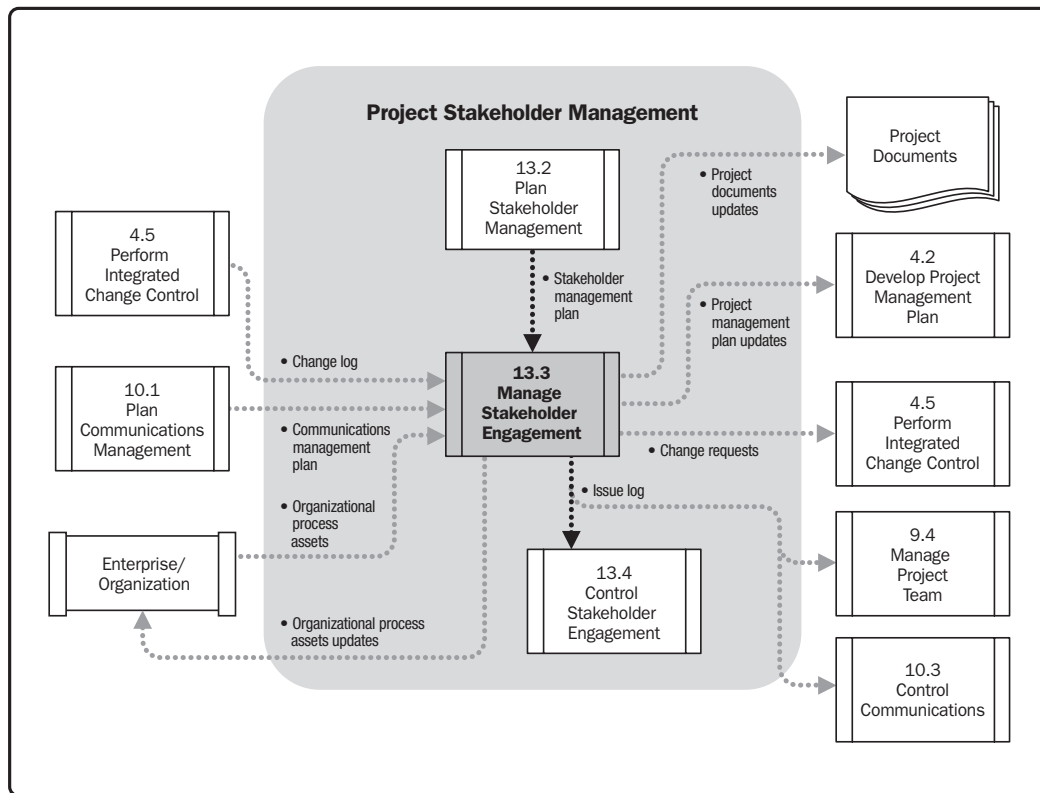 Project Stakeholder Management
13.2
Plan
Stakeholder
Management
Project
Documents
• Project
documents
updates
4.5
Perform
Integrated
Change Control
• Stakeholder
management
plan
4.2
Develop Project
Management
Plan
• Project
management
plan updates
• Change log
13.3
Manage
Stakeholder
Engagement
10.1
Plan
Communications
Management
• Communications
management
plan
4.5
Perform
Integrated
Change Control
• Change requests
• Issue log
• Organizational
process
assets
Enterprise/
Organization
13.4
Control
Stakeholder
Engagement
9.4
Manage
Project
Team
• Organizational process
assets updates
10.3
Control
Communications